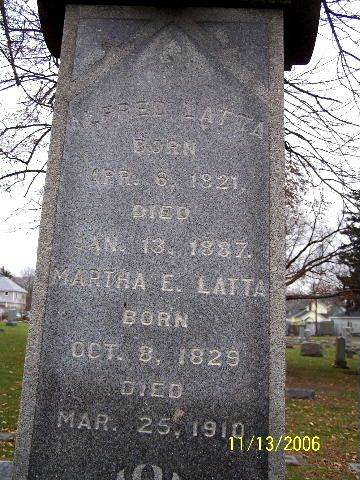 ALFRED LATTA
BORN
APR. 8, 1821,
DIED
JAN. 13, 1887.
MARTHA E. LATTA
BORN
OCT. 8, 1829
DIED
MAR. 25, 1910
11/13/2006